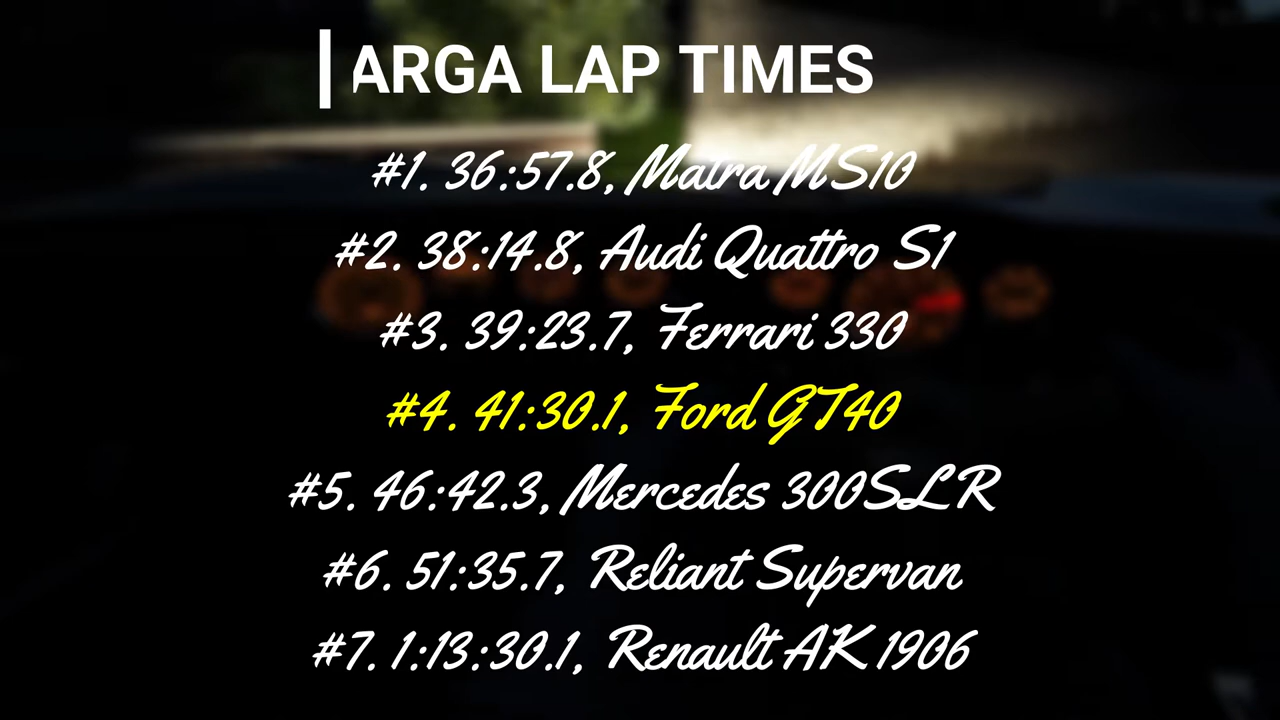 ARGA LAP TIMES
#1. 36:57.8, Matra MS10
#2. 38:14.8, Audi Quattro S1
#3. 39:23.7, Ferrari 330
#4. 41:30.1, Ford GT40
#5. 46:42.3, Mercedes 300SLR
#6. 51:35.7, Reliant Supervan
#7. 1:13:30.1, Renault AK 1906